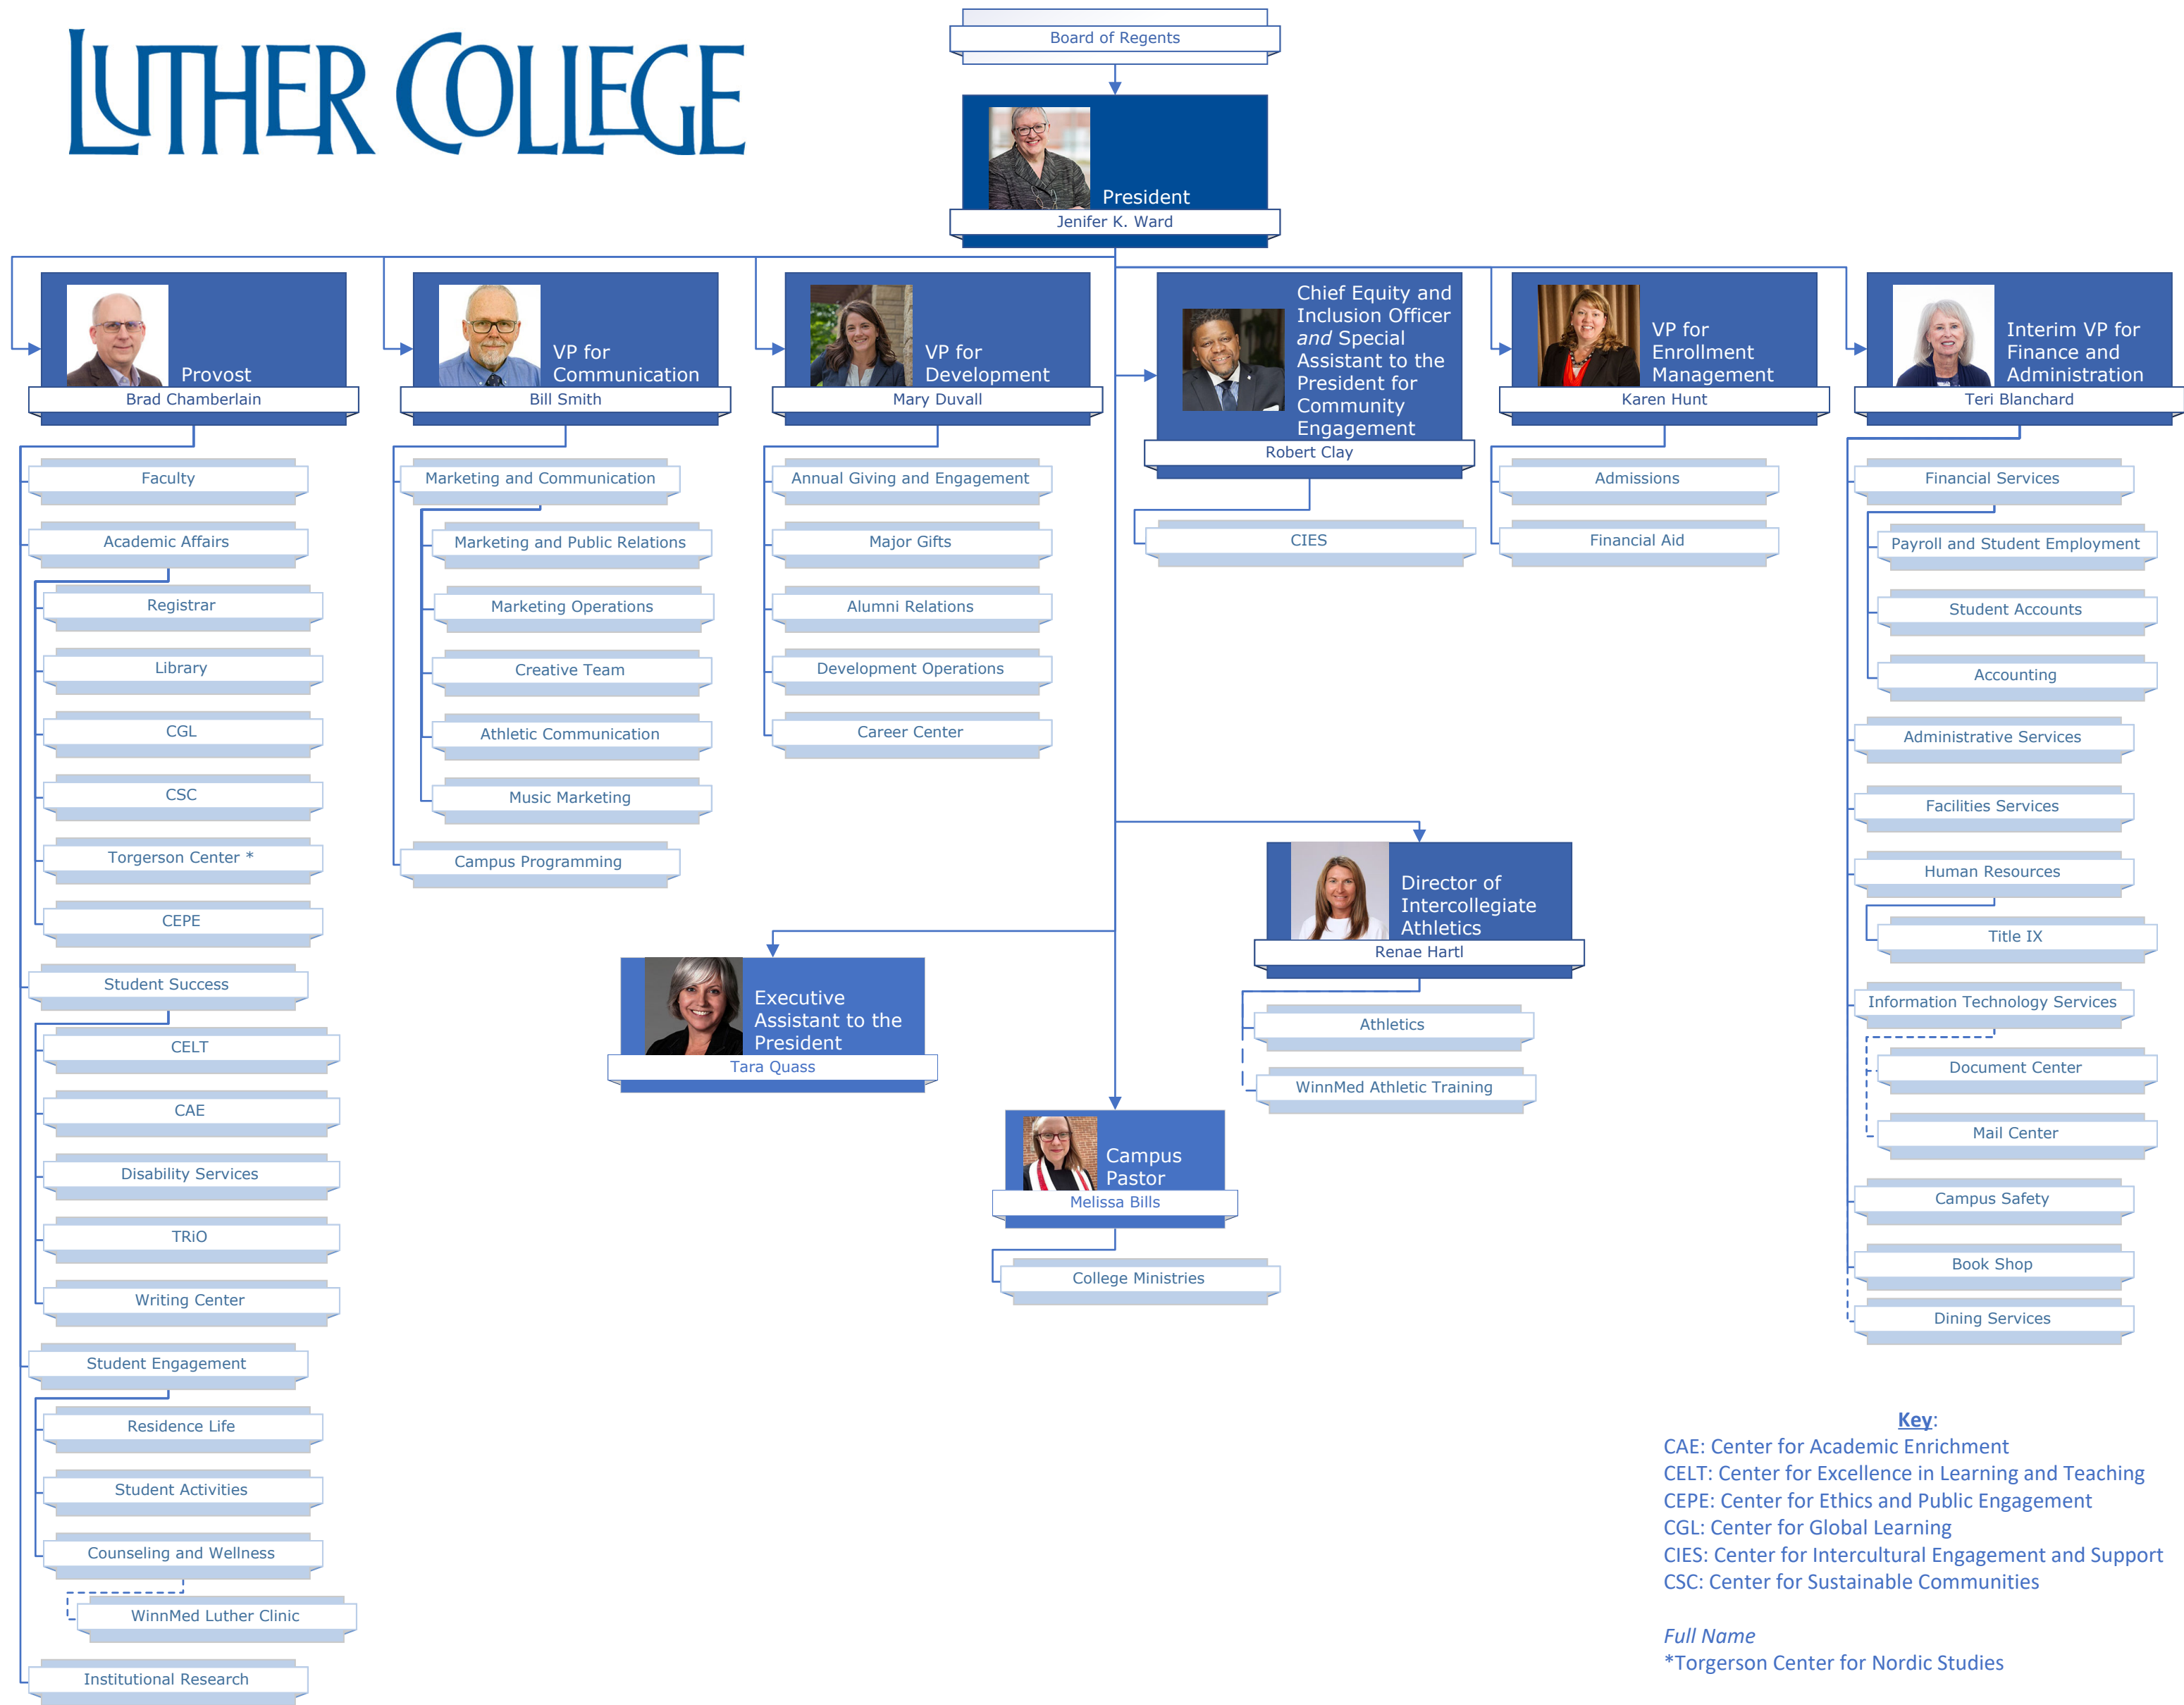 LUTHER COLLEGE
Board of Regents
President
Jenifer K. Ward
Provost
Brad Chamberlain
Faculty
Academic Affairs
Registrar
Library
CGL
CSC
Torgerson Center *
CEPE
Student Success
CELT
CAE
Disability Services
TRiO
Writing Center
Student Engagement
Residence Life
Student Activities
Counseling and Wellness
WinnMed Luther Clinic
Institutional Research
VP for
Communication
Bill Smith
Marketing and Communication
Marketing and Public Relations
Marketing Operations
Creative Team
Athletic Communication
Music Marketing
Campus Programming
VP for
Development
Mary Duvall
Annual Giving and Engagement
Major Gifts
Alumni Relations
Development Operations
Career Center
Chief Equity and
Inclusion Officer
and Special
Assistant to the
President for
Community
Engagement
Robert Clay
CIES
VP for
Enrollment
Management
Karen Hunt
Admissions
Financial Aid
Interim VP for
Finance and
Administration
Teri Blanchard
Financial Services
Payroll and Student Employment
Student Accounts
Accounting
Administrative Services
Facilities Services
Human Resources
Title IX
Information Technology Services
Document Center
Mail Center
Campus Safety
Book Shop
Dining Services
Director of
Intercollegiate
Athletics
Renae Hartl
Athletics
WinnMed Athletic Training
Executive
Assistant to the
President
Tara Quass
Campus
Pastor
Melissa Bills
College Ministries
Key:
CAE: Center for Academic Enrichment
CELT: Center for Excellence in Learning and Teaching
CEPE: Center for Ethics and Public Engagement
CGL: Center for Global Learning
CIES: Center for Intercultural Engagement and Support
CSC: Center for Sustainable Communities
Full Name
*Torgerson Center for Nordic Studies